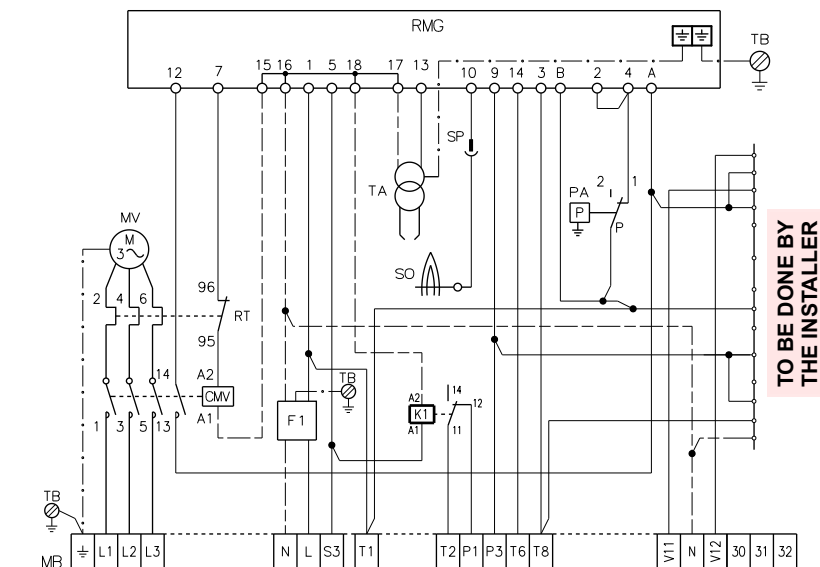 RMG
TB
12 7 15 16 1 5 18 17 13 10 9 14 3 B 2 4 A
SP
TA
PA 2 1
P
P
MV
M
3~
SO
2 4 6
96
RT
95
14 A2
CMV
A1
1 3 5 13
TB
F1
A2
K1
A1
14
12
11
TO BE DONE BY
THE INSTALLER
TB
MB L1 L2 L3 N L S3 T1 T2 P1 P3 T6 T8 V11 N V12 30 31 32